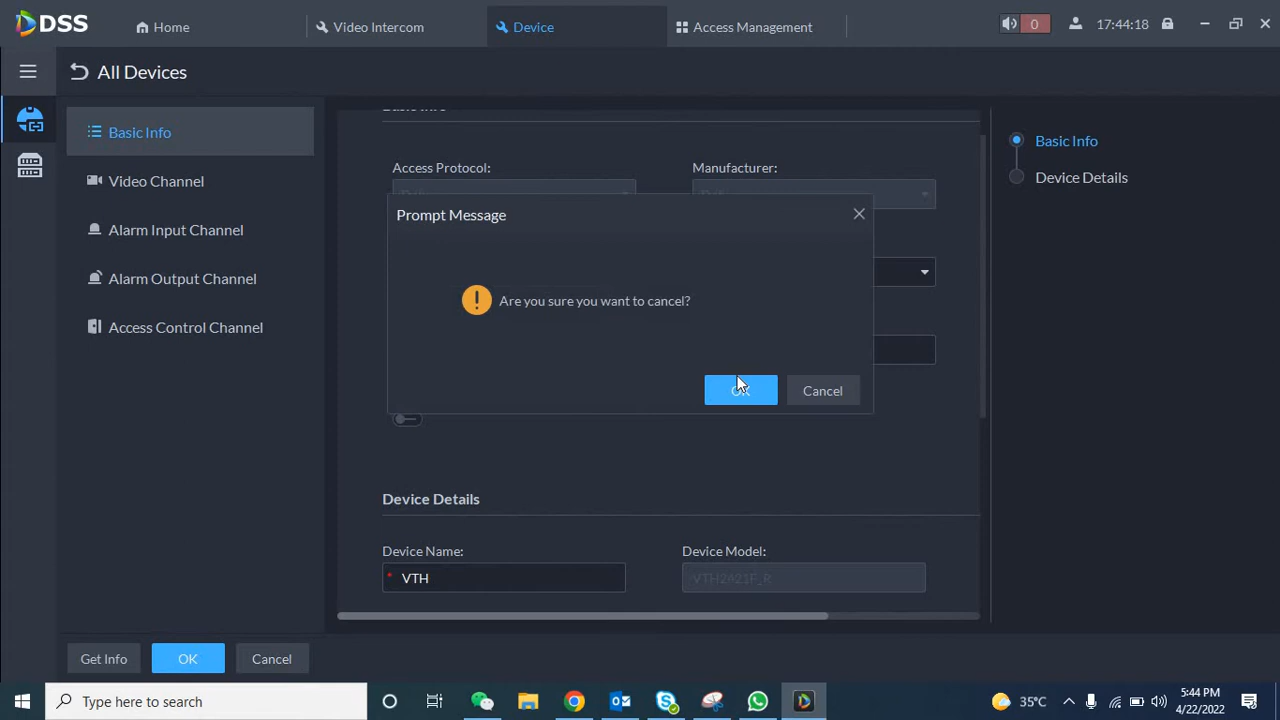 DSS
Home
Video Intercom
Device
Access Management
0
17:44:18
All Devices
Basic Info
Video Channel
Alarm Input Channel
Alarm Output Channel
Access Control Channel
Access Protocol:
Manufacturer:
Prompt Message
Are you sure you want to cancel?
OK
Cancel
Device Details
Device Name:
Device Model:
* VTH
VTH2421F_R
Basic Info
Device Details
Get Info
OK
Cancel
Type here to search
35°C
5:44 PM
4/22/2022